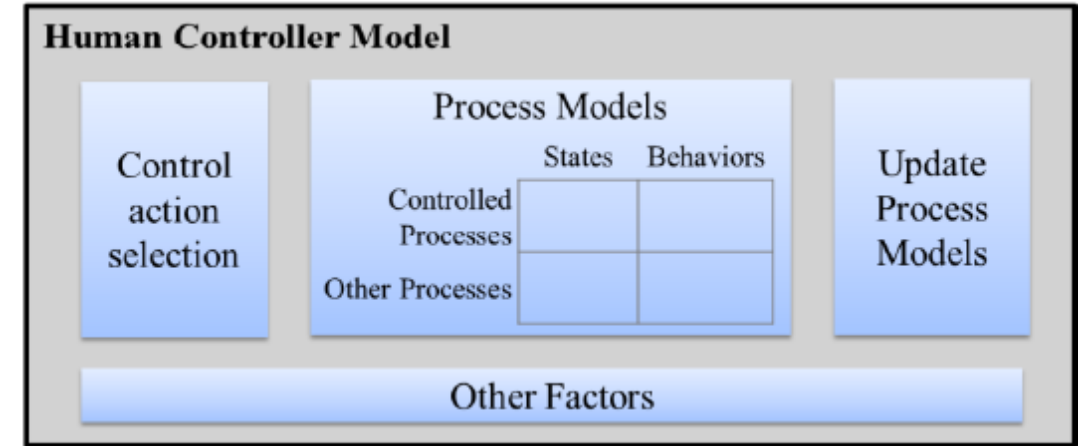 Human Controller Model
Control
action
selection
Process Models
States Behaviors
Controlled
Processes
Other Processes
Update
Process
Models
Other Factors